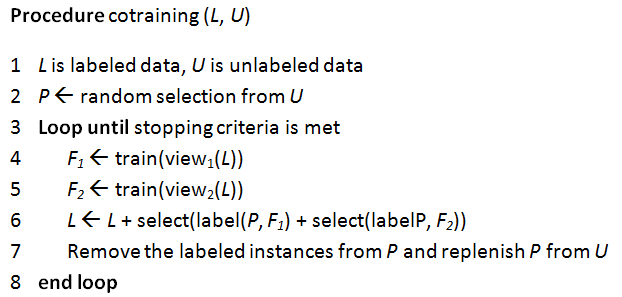 Procedure cotraining (L, U)
1 L is labeled data, U is unlabeled data
2 P ← random selection from U
3 Loop until stopping criteria is met
4 F₁ ← train(view₁(L))
5 F₂ ← train(view₂(L))
6 L ← L + select(label(P, F₁) + select(labelP, F₂))
7 Remove the labeled instances from P and replenish P from U
8 end loop